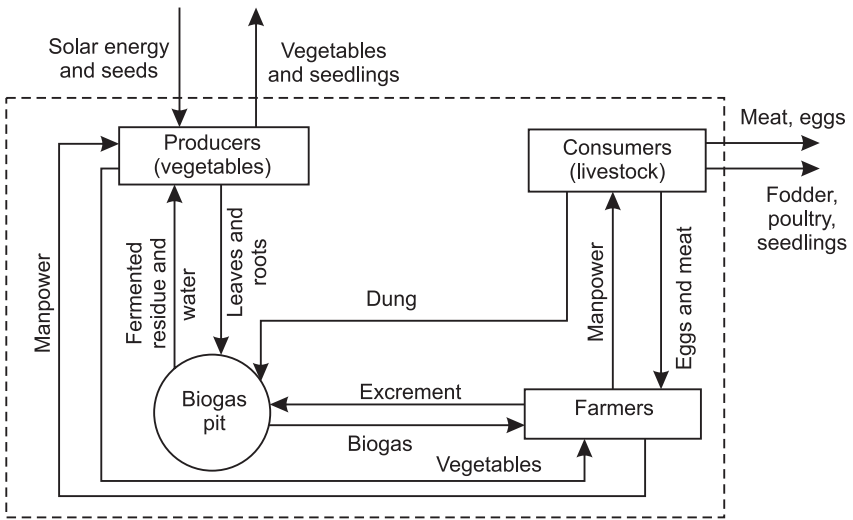 Solar energy
and seeds
Vegetables
and seedlings
Producers
(vegetables)
Consumers
(livestock)
Meat, eggs
Fodder,
poultry,
seedlings
Manpower
Fermented
residue and
water
Leaves and
roots
Dung
Manpower
Eggs and meat
Biogas
pit
Excrement
Biogas
Farmers
Vegetables